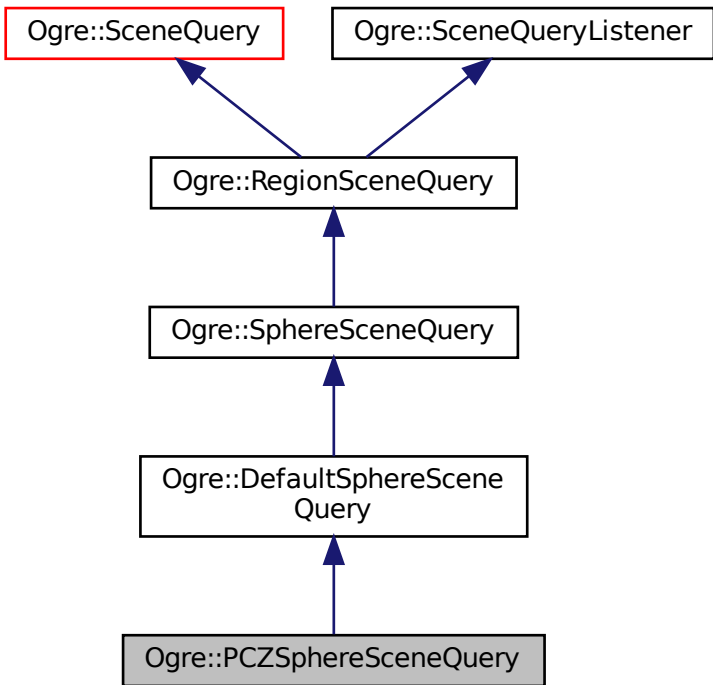 Ogre::SceneQuery
Ogre::SceneQueryListener
Ogre::RegionSceneQuery
Ogre::SphereSceneQuery
Ogre::DefaultSphereScene
Query
Ogre::PCZSphereSceneQuery